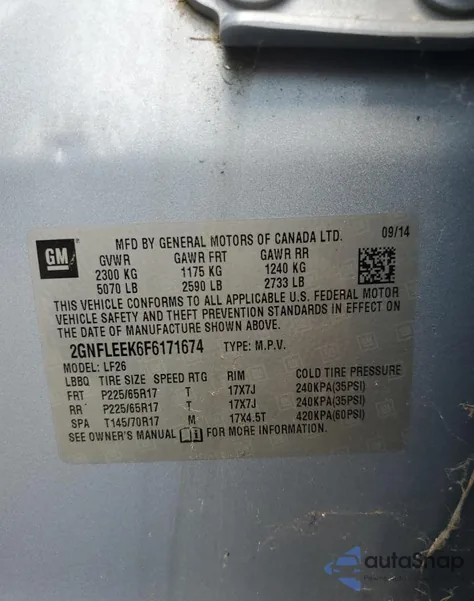 GM
MFD BY GENERAL MOTORS OF CANADA LTD. 09/14
GVWR GAWR FRT GAWR RR
2300 KG 1175 KG 1240 KG
5070 LB 2590 LB 2733 LB
THIS VEHICLE CONFORMS TO ALL APPLICABLE U.S. FEDERAL MOTOR
VEHICLE SAFETY AND THEFT PREVENTION STANDARDS IN EFFECT ON
THE DATE OF MANUFACTURE SHOWN ABOVE.
2GNFLEEK6F6171674 TYPE: M.P.V.
MODEL: LF26
LBBQ TIRE SIZE SPEED RTG RIM COLD TIRE PRESSURE
FRT P225/65R17 T 17X7J 240KPA(35PSI)
RR P225/65R17 T 17X7J 240KPA(35PSI)
SPA T145/70R17 M 17X4.5T 420KPA(60PSI)
SEE OWNER'S MANUAL FOR MORE INFORMATION.
autoSnap